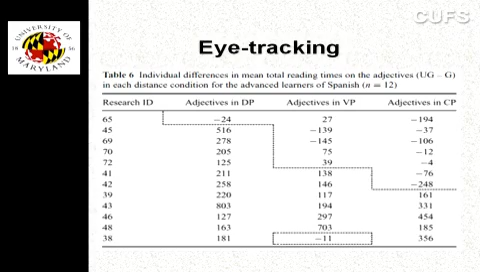 CUFS
UNIVERSITY OF
18 56
MARYLAND
Eye-tracking
Table 6 Individual differences in mean total reading times on the adjectives (UG – G)
in each distance condition for the advanced learners of Spanish (n = 12)
Research ID Adjectives in DP Adjectives in VP Adjectives in CP
65 −24 27 −194
45 516 −139 −37
69 278 −145 −106
70 205 75 −12
72 125 39 −4
41 211 138 −76
42 258 146 −248
39 220 117 161
43 803 194 331
46 127 297 454
48 163 703 185
38 181 −11 356